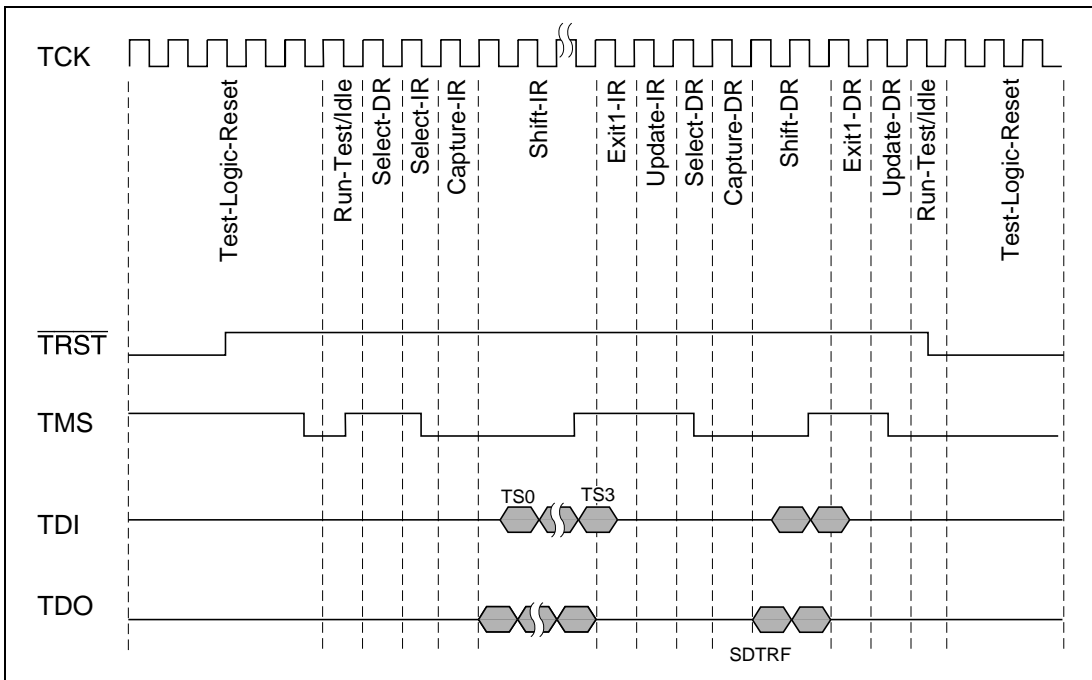 TCK
Test-Logic-Reset
Run-Test/Idle
Select-DR
Select-IR
Capture-IR
Shift-IR
Exit1-IR
Update-IR
Select-DR
Capture-DR
Shift-DR
Exit1-DR
Update-DR
Run-Test/Idle
Test-Logic-Reset
TRST
TMS
TS0 TS3
TDI
TDO
SDTRF